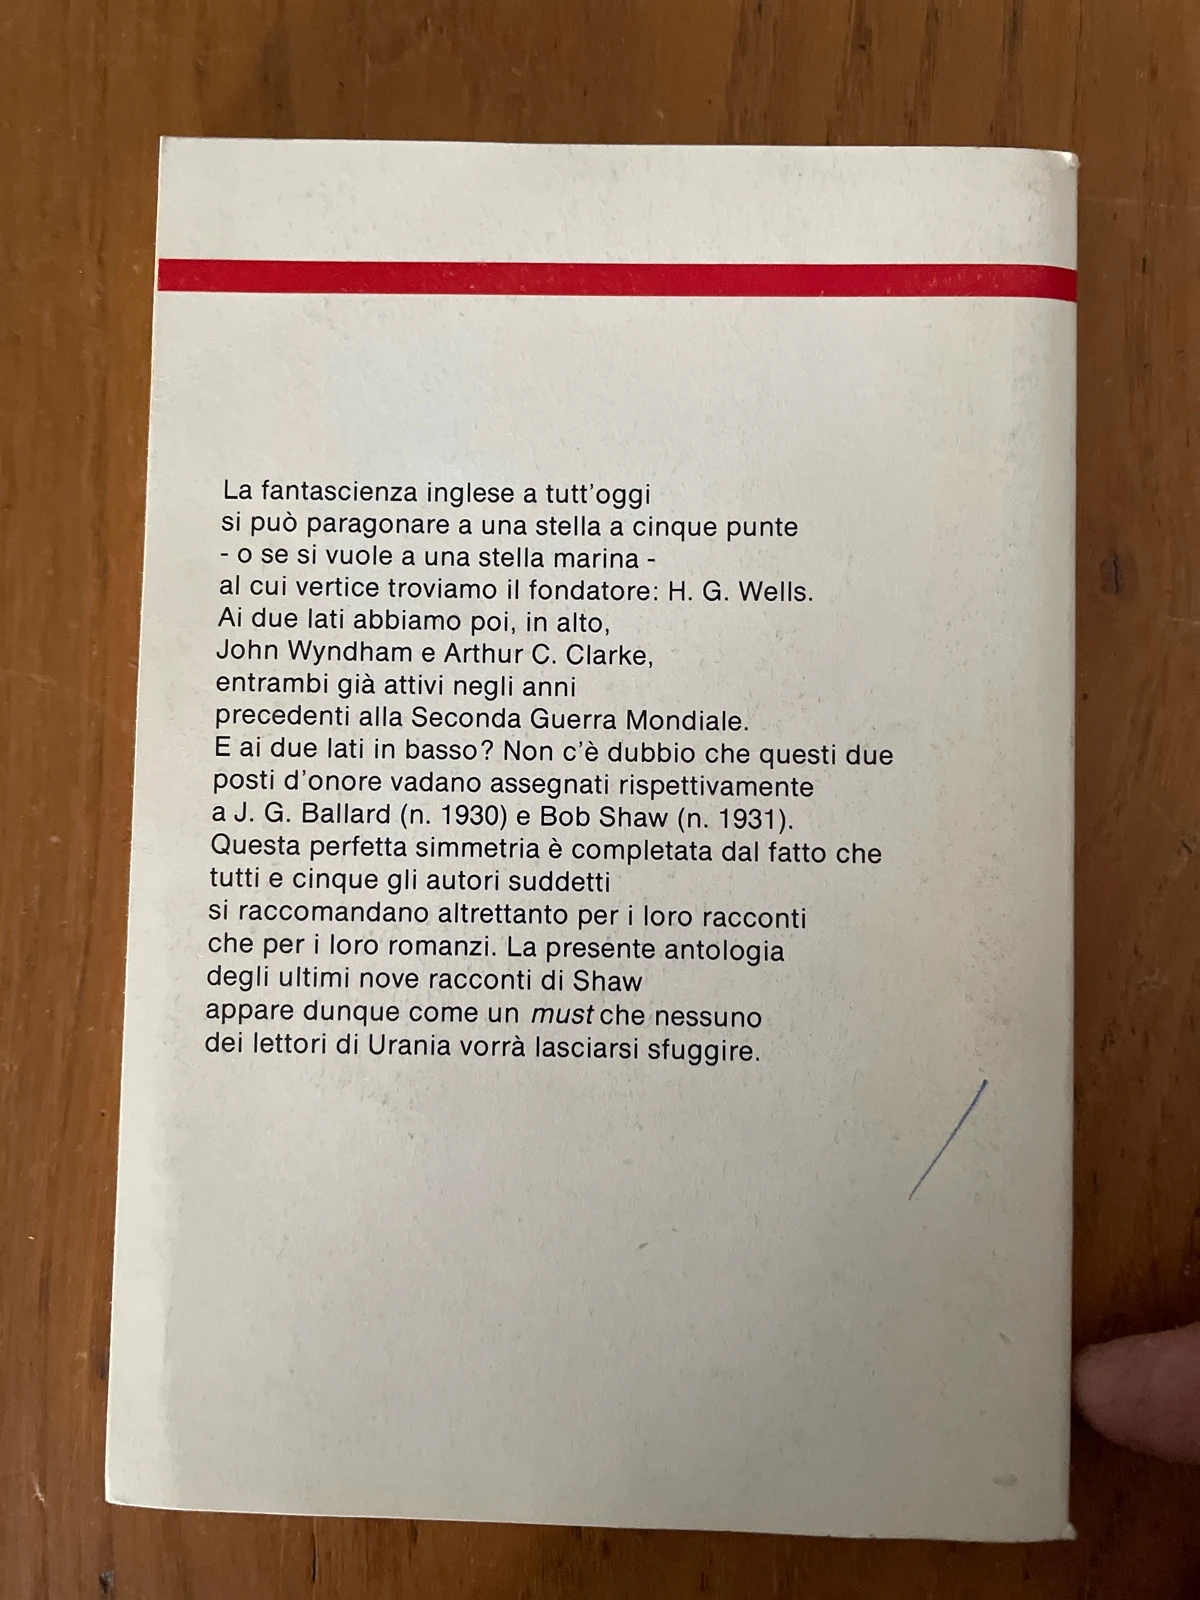 La fantascienza inglese a tutt'oggi
si può paragonare a una stella a cinque punte
- o se si vuole a una stella marina -
al cui vertice troviamo il fondatore: H. G. Wells.
Ai due lati abbiamo poi, in alto,
John Wyndham e Arthur C. Clarke,
entrambi già attivi negli anni
precedenti alla Seconda Guerra Mondiale.
E ai due lati in basso? Non c'è dubbio che questi due
posti d'onore vadano assegnati rispettivamente
a J. G. Ballard (n. 1930) e Bob Shaw (n. 1931).
Questa perfetta simmetria è completata dal fatto che
tutti e cinque gli autori suddetti
si raccomandano altrettanto per i loro racconti
che per i loro romanzi. La presente antologia
degli ultimi nove racconti di Shaw
appare dunque come un must che nessuno
dei lettori di Urania vorrà lasciarsi sfuggire.